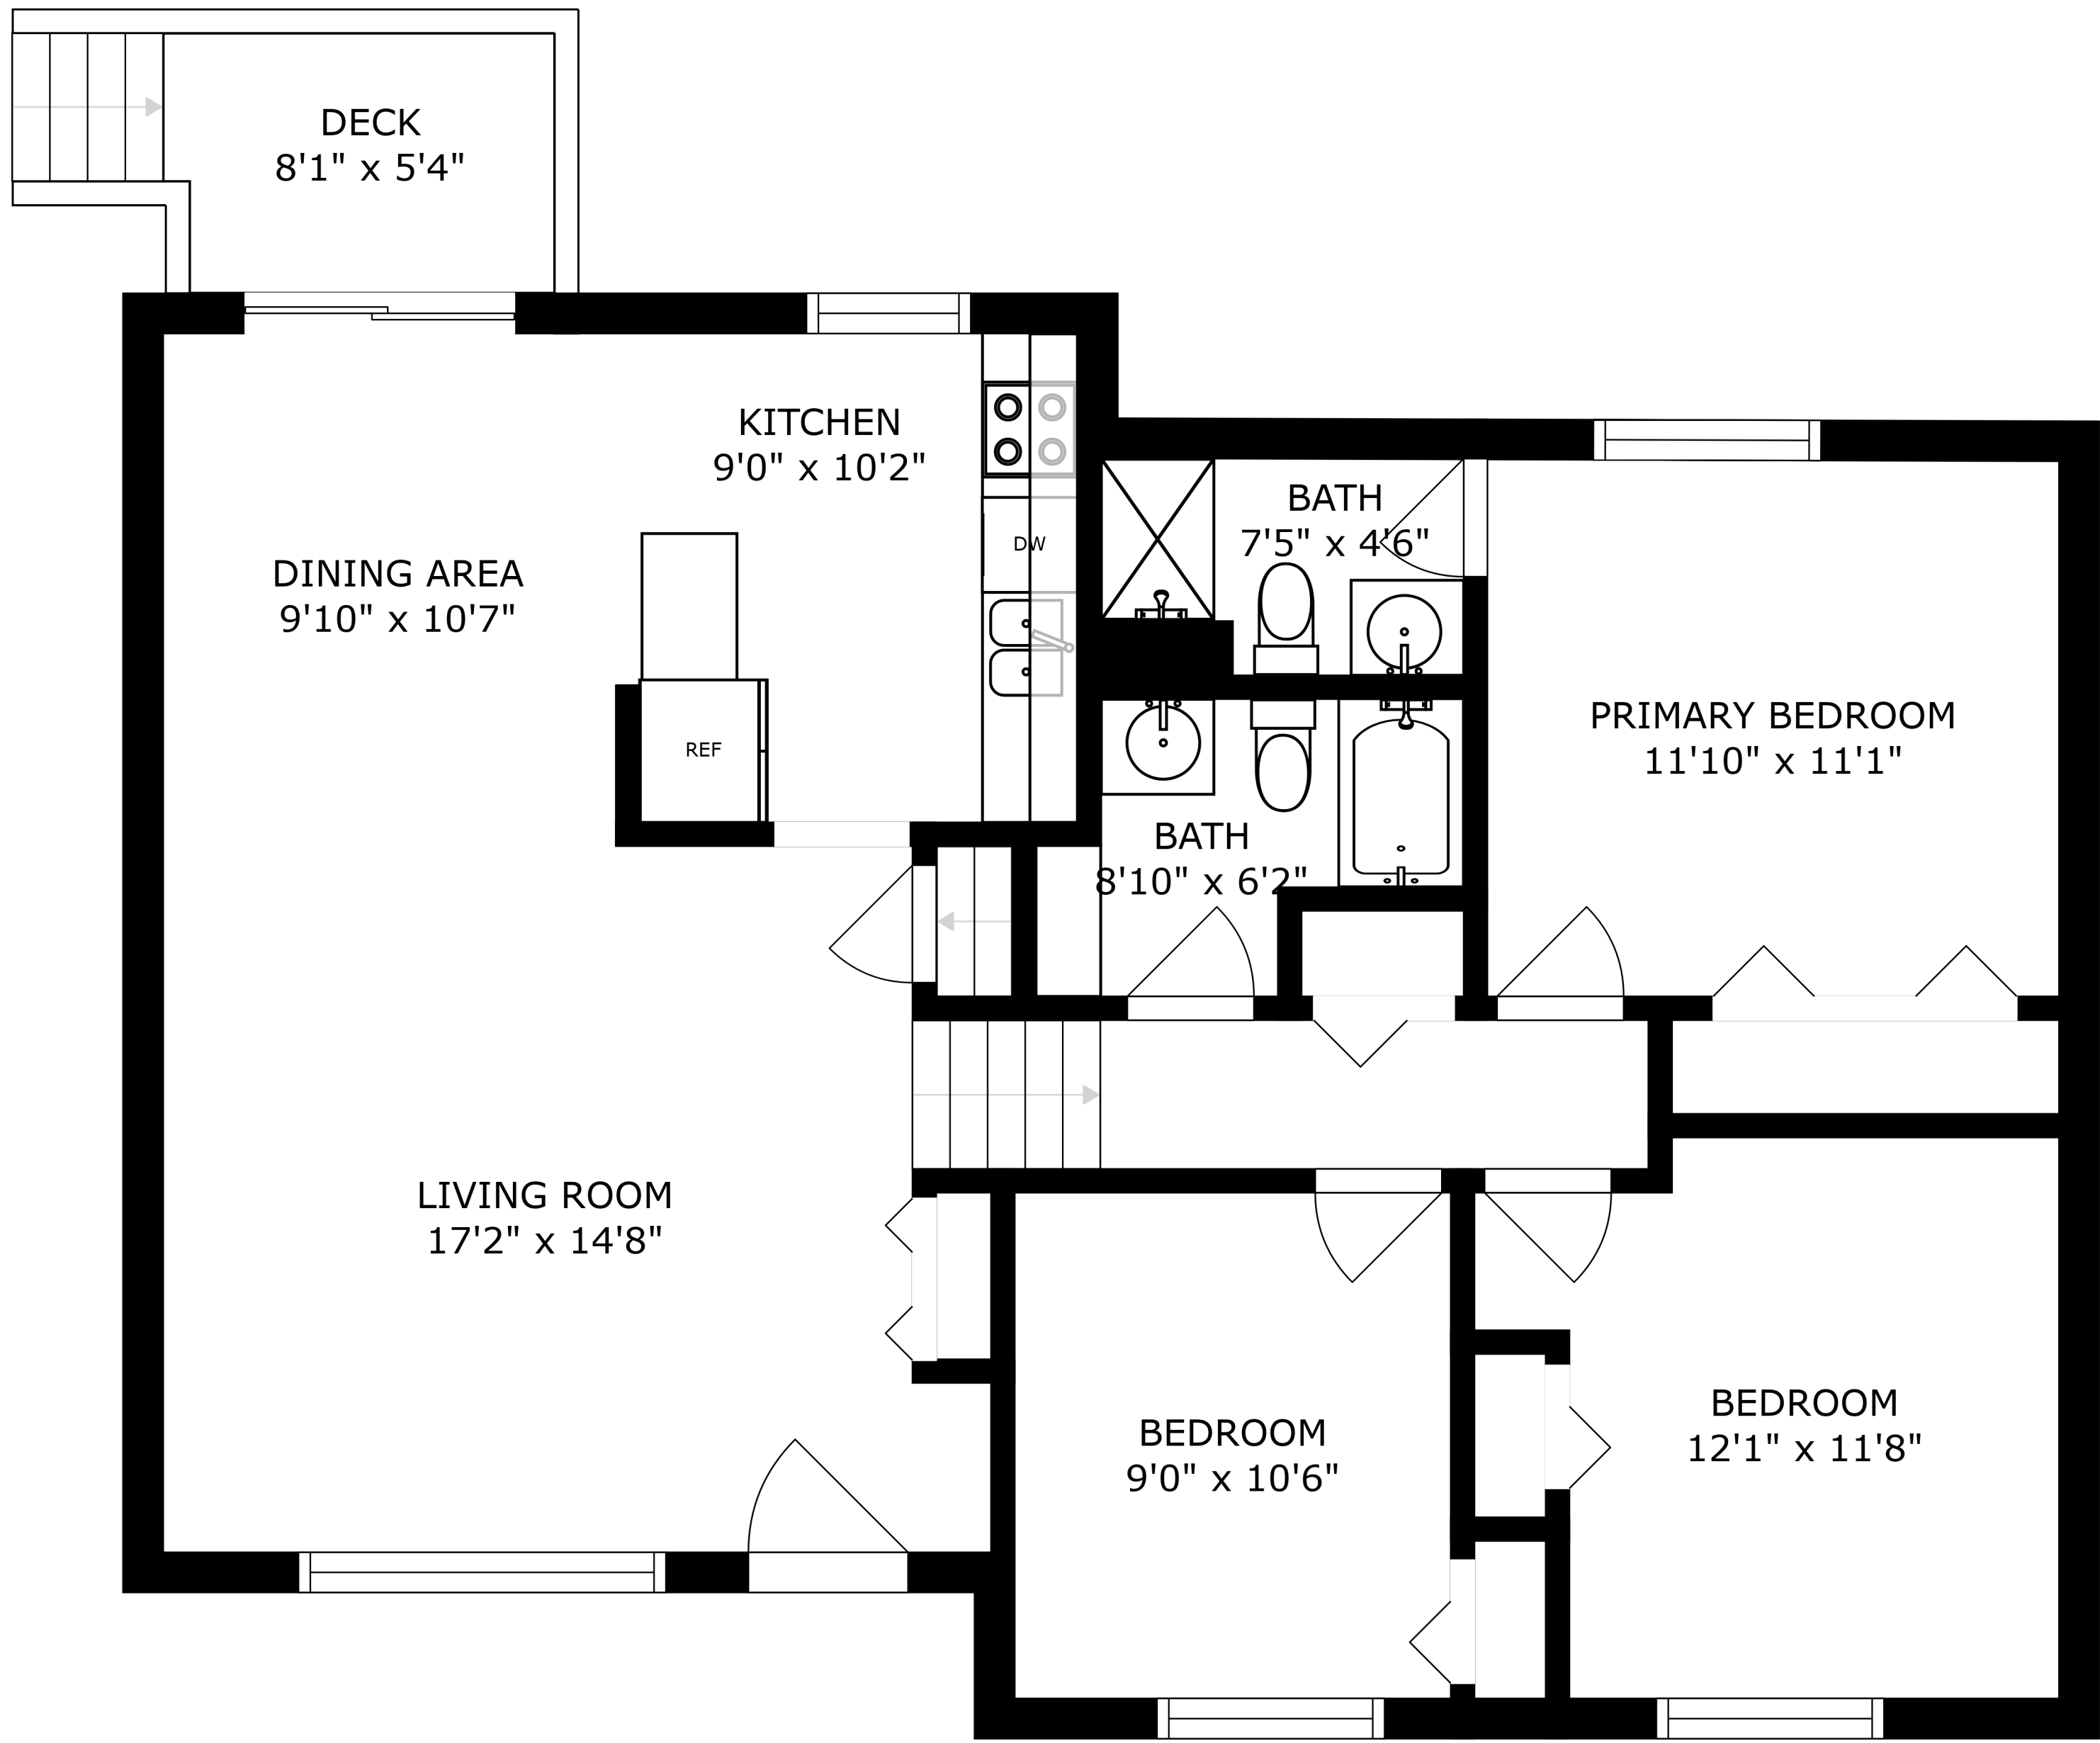 DECK
8'1" x 5'4"
KITCHEN
9'0" x 10'2"
DINING AREA
9'10" x 10'7"
DW
REF
BATH
7'5" x 4'6"
PRIMARY BEDROOM
11'10" x 11'1"
BATH
8'10" x 6'2"
LIVING ROOM
17'2" x 14'8"
BEDROOM
9'0" x 10'6"
BEDROOM
12'1" x 11'8"